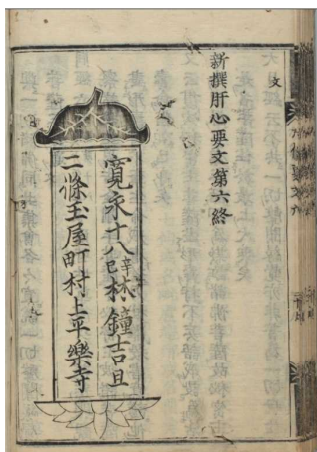 文
新撰肝心要文第六終
寛永十八辛巳林鐘吉旦
二條玉屋町村上平樂寺